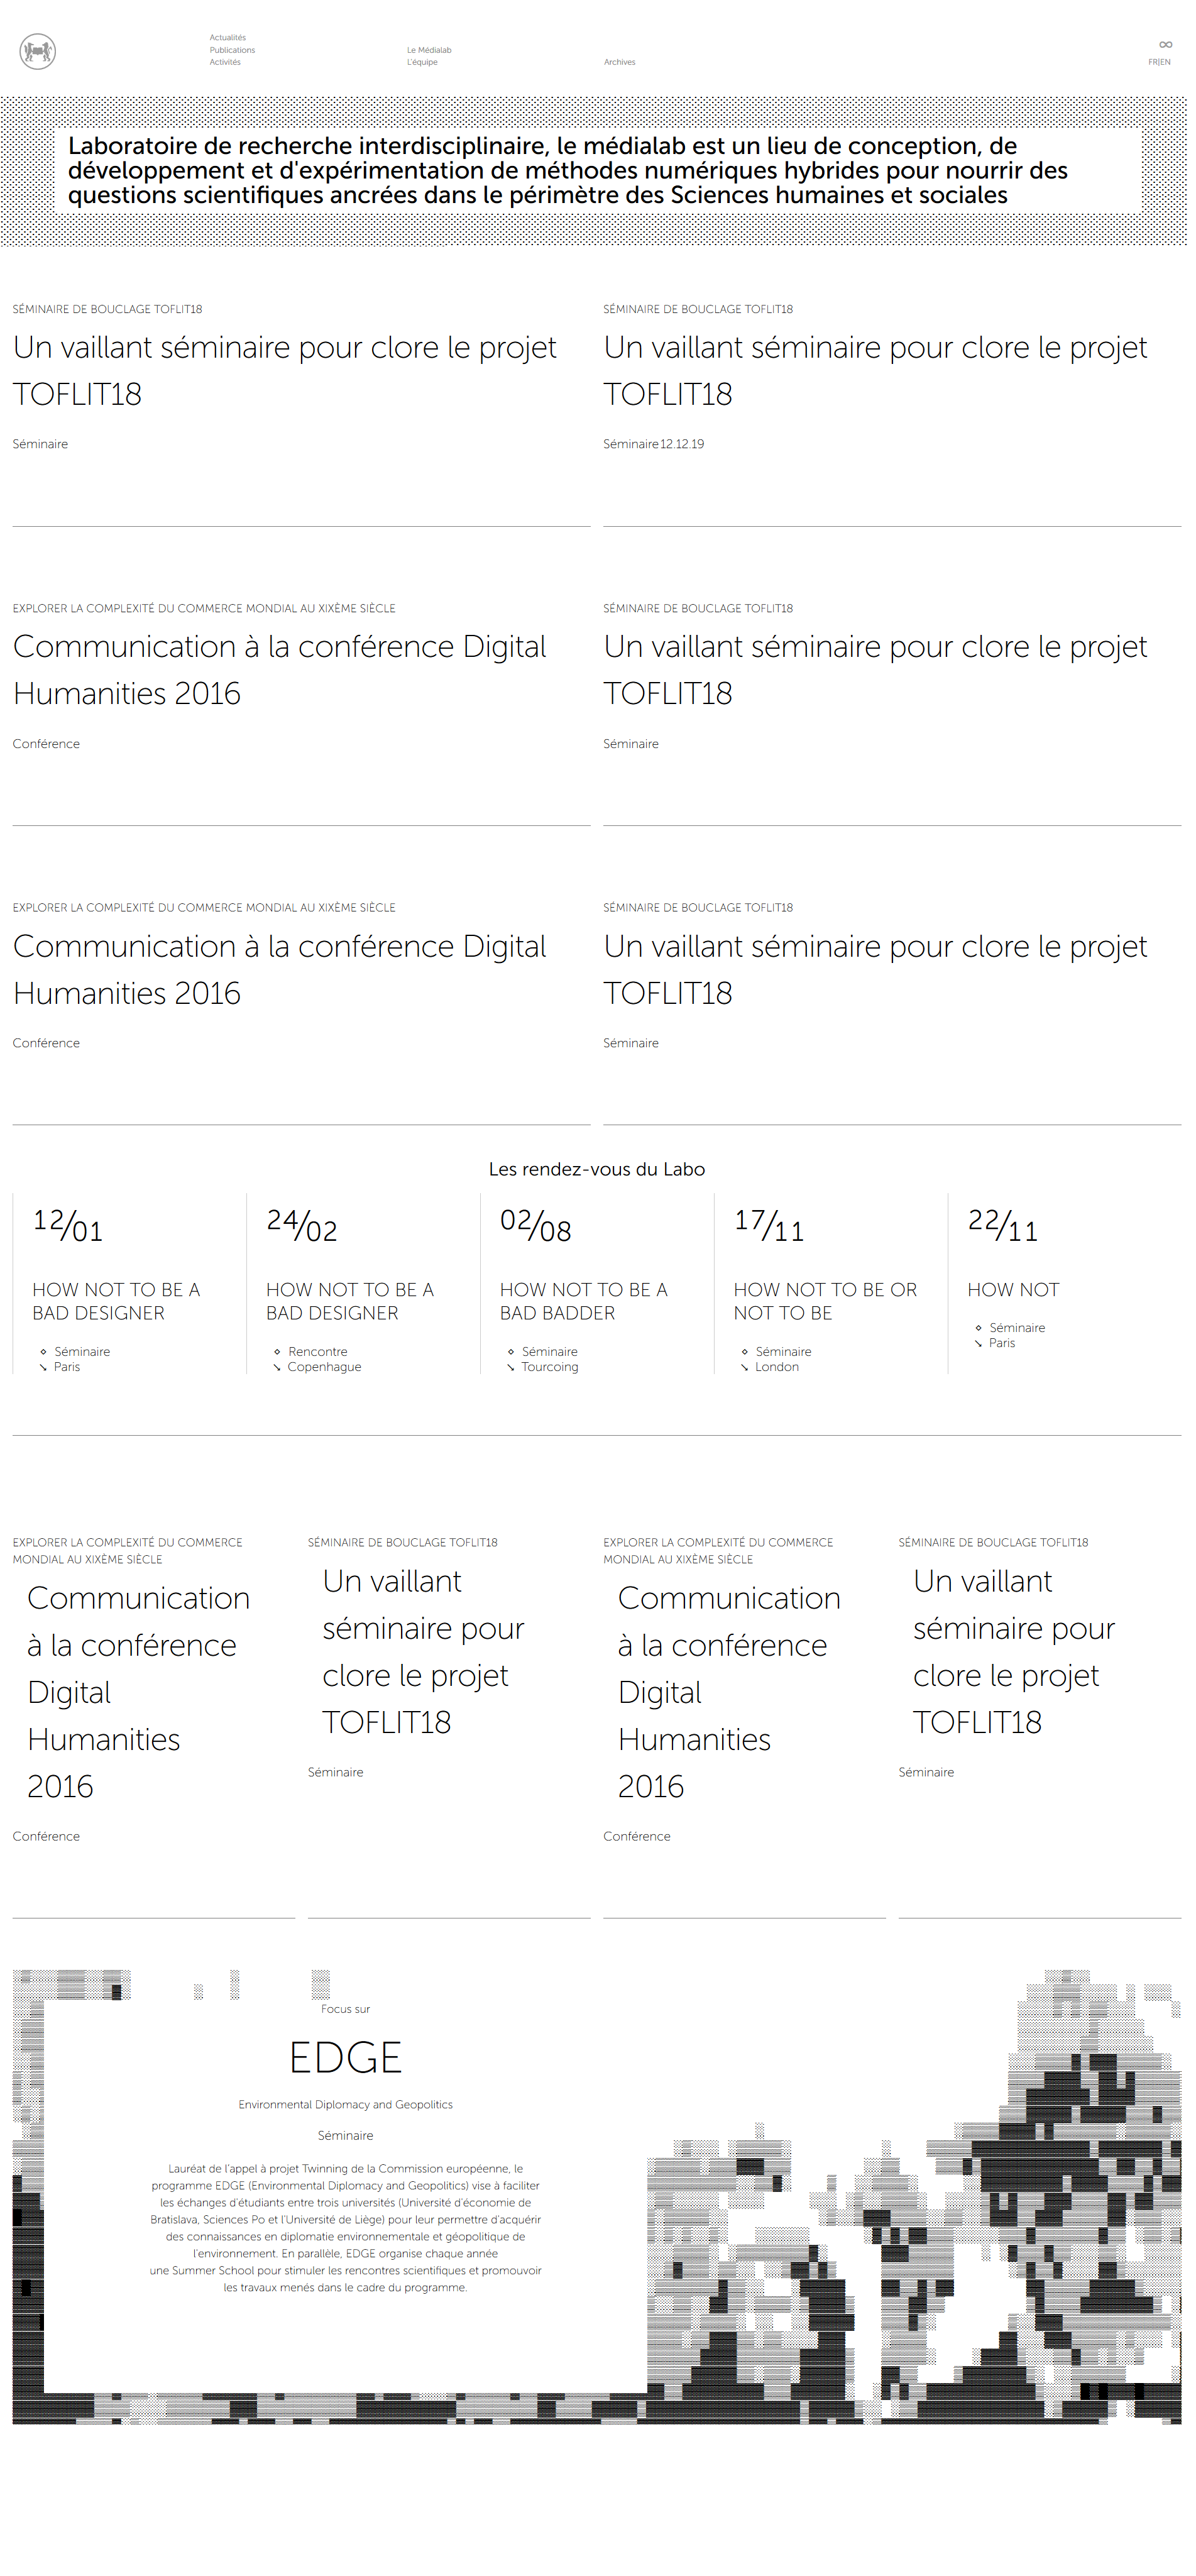 Actualités
Publications
Activités
Le Médialab
L'équipe
Archives
∞
FR|EN
Laboratoire de recherche interdisciplinaire, le médialab est un lieu de conception, de
développement et d'expérimentation de méthodes numériques hybrides pour nourrir des
questions scientifiques ancrées dans le périmètre des Sciences humaines et sociales
SÉMINAIRE DE BOUCLAGE TOFLIT18
Un vaillant séminaire pour clore le projet
TOFLIT18
Séminaire
SÉMINAIRE DE BOUCLAGE TOFLIT18
Un vaillant séminaire pour clore le projet
TOFLIT18
Séminaire 12.12.19
EXPLORER LA COMPLEXITÉ DU COMMERCE MONDIAL AU XIXÈME SIÈCLE
Communication à la conférence Digital
Humanities 2016
Conférence
SÉMINAIRE DE BOUCLAGE TOFLIT18
Un vaillant séminaire pour clore le projet
TOFLIT18
Séminaire
EXPLORER LA COMPLEXITÉ DU COMMERCE MONDIAL AU XIXÈME SIÈCLE
Communication à la conférence Digital
Humanities 2016
Conférence
SÉMINAIRE DE BOUCLAGE TOFLIT18
Un vaillant séminaire pour clore le projet
TOFLIT18
Séminaire
Les rendez-vous du Labo
12/01
HOW NOT TO BE A
BAD DESIGNER
Séminaire
Paris
24/02
HOW NOT TO BE A
BAD DESIGNER
Rencontre
Copenhague
02/08
HOW NOT TO BE A
BAD BADDER
Séminaire
Tourcoing
17/11
HOW NOT TO BE OR
NOT TO BE
Séminaire
London
22/11
HOW NOT
Séminaire
Paris
EXPLORER LA COMPLEXITÉ DU COMMERCE
MONDIAL AU XIXÈME SIÈCLE
Communication
à la conférence
Digital
Humanities
2016
Conférence
SÉMINAIRE DE BOUCLAGE TOFLIT18
Un vaillant
séminaire pour
clore le projet
TOFLIT18
Séminaire
EXPLORER LA COMPLEXITÉ DU COMMERCE
MONDIAL AU XIXÈME SIÈCLE
Communication
à la conférence
Digital
Humanities
2016
Conférence
SÉMINAIRE DE BOUCLAGE TOFLIT18
Un vaillant
séminaire pour
clore le projet
TOFLIT18
Séminaire
Focus sur
EDGE
Environmental Diplomacy and Geopolitics
Séminaire
Lauréat de l'appel à projet Twinning de la Commission européenne, le
programme EDGE (Environmental Diplomacy and Geopolitics) vise à faciliter
les échanges d'étudiants entre trois universités (Université d'économie de
Bratislava, Sciences Po et l'Université de Liège) pour leur permettre d'acquérir
des connaissances en diplomatie environnementale et géopolitique de
l'environnement. En parallèle, EDGE organise chaque année
une Summer School pour stimuler les rencontres scientifiques et promouvoir
les travaux menés dans le cadre du programme.